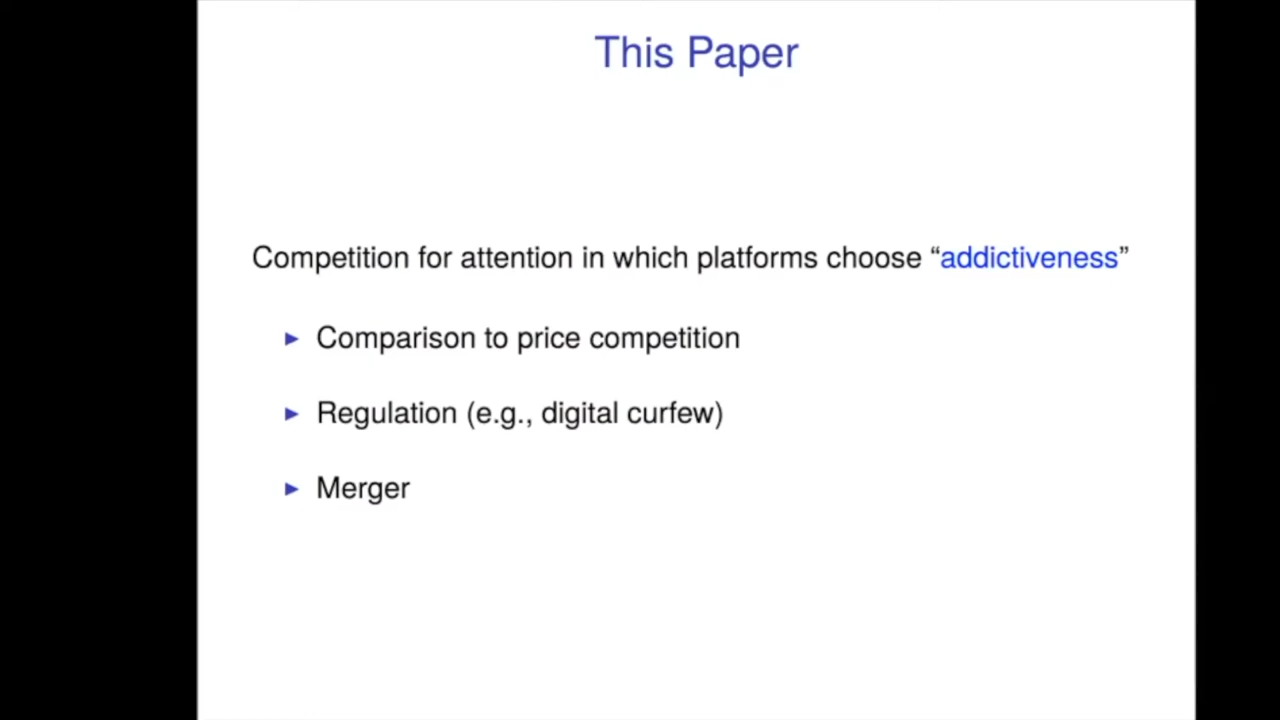 This Paper
Competition for attention in which platforms choose “addictiveness”
▶ Comparison to price competition
▶ Regulation (e.g., digital curfew)
▶ Merger